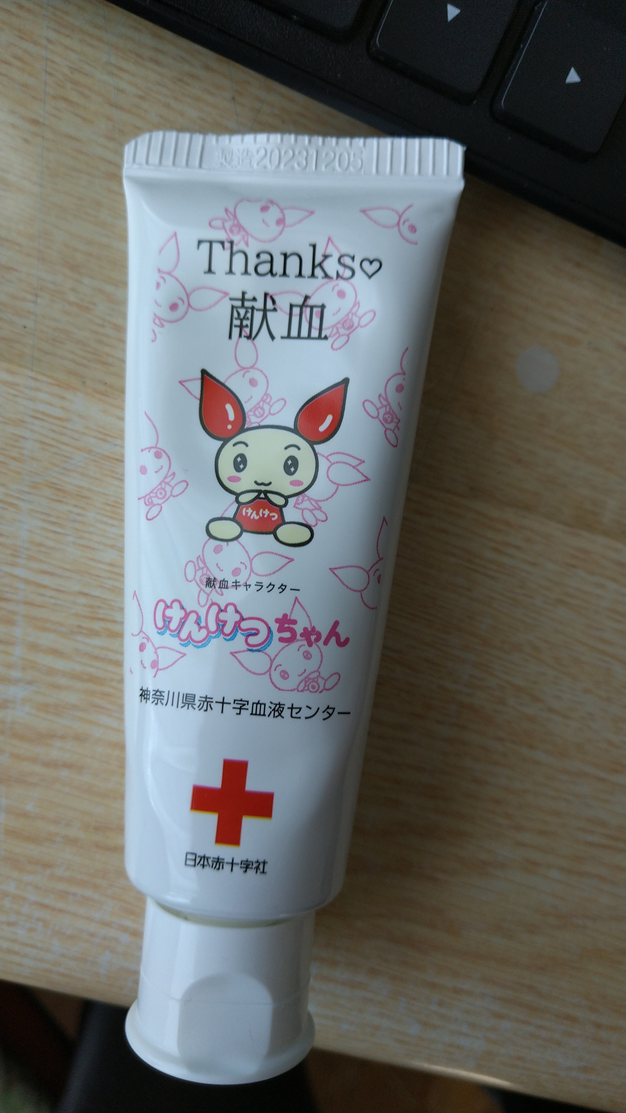 製造20231205
Thanks♡
献血
けんけつ
献血キャラクター
けんけつちゃん
神奈川県赤十字血液センター
日本赤十字社